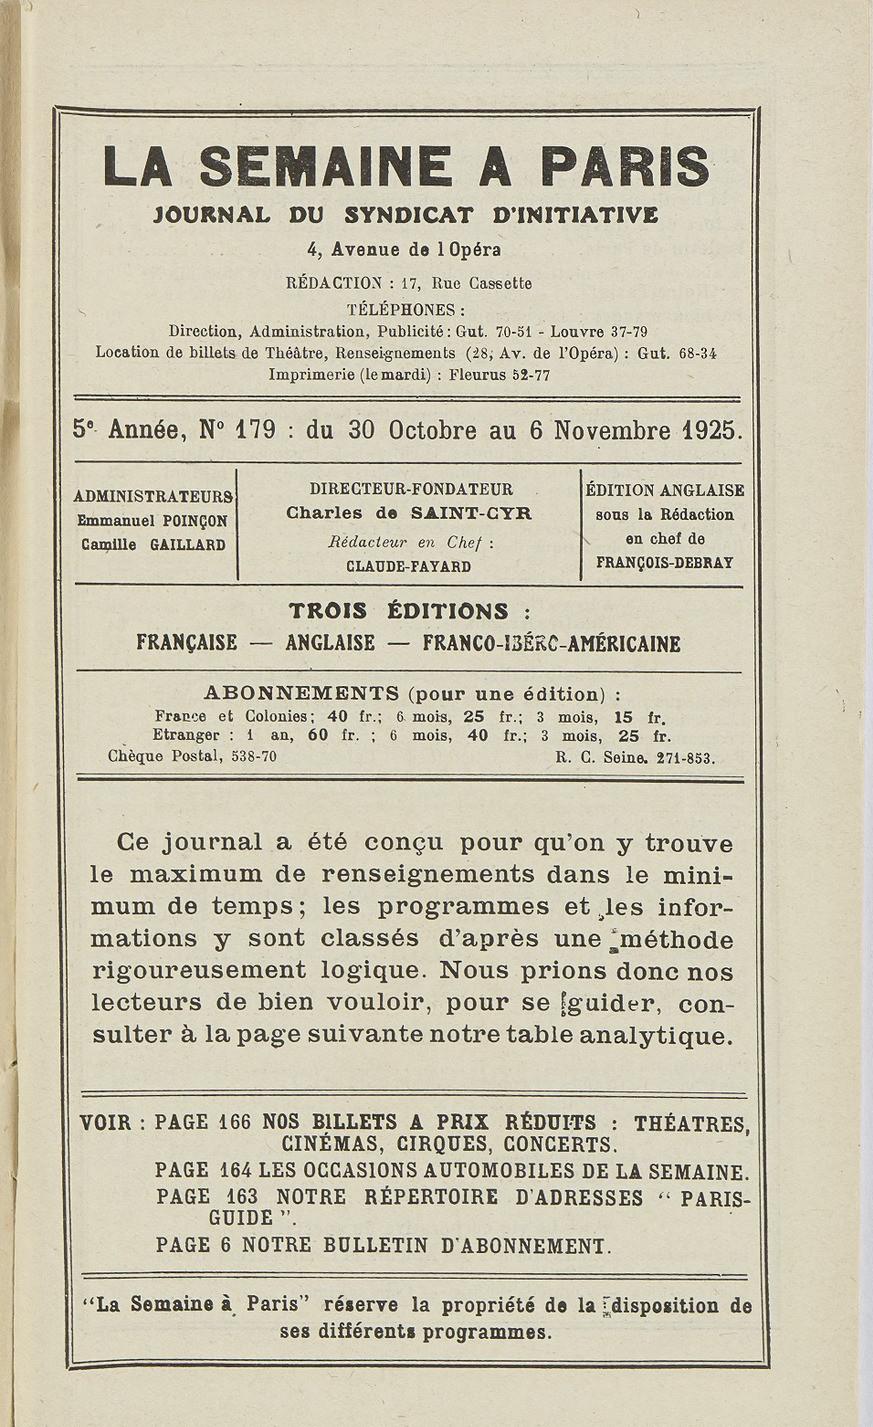 LA SEMAINE A PARIS
JOURNAL DU SYNDICAT D'INITIATIVE
4, Avenue de l Opéra
RÉDACTION : 17, Rue Cassette
TÉLÉPHONES :
Direction, Administration, Publicité : Gut. 70-51 - Louvre 37-79
Location de billets de Théâtre, Renseignements (28, Av. de l'Opéra) : Gut. 68-34
Imprimerie (le mardi) : Fleurus 52-77
5e Année, No 179 : du 30 Octobre au 6 Novembre 1925.
ADMINISTRATEURS
Emmanuel POINÇON
Camille GAILLARD
DIRECTEUR-FONDATEUR
Charles de SAINT-CYR
Rédacteur en Chef :
CLAUDE-FAYARD
ÉDITION ANGLAISE
sous la Rédaction
en chef de
FRANÇOIS-DEBRAY
TROIS ÉDITIONS :
FRANÇAISE — ANGLAISE — FRANCO-IBÉRO-AMÉRICAINE
ABONNEMENTS (pour une édition) :
France et Colonies; 40 fr.; 6 mois, 25 fr.; 3 mois, 15 fr.
Etranger : 1 an, 60 fr. ; 6 mois, 40 fr.; 3 mois, 25 fr.
Chèque Postal, 538-70 R. C. Seine. 271-853.
Ce journal a été conçu pour qu'on y trouve
le maximum de renseignements dans le mini-
mum de temps; les programmes et les infor-
mations y sont classés d'après une méthode
rigoureusement logique. Nous prions donc nos
lecteurs de bien vouloir, pour se guider, con-
sulter à la page suivante notre table analytique.
VOIR : PAGE 166 NOS BILLETS A PRIX RÉDUITS : THÉATRES,
CINÉMAS, CIRQUES, CONCERTS.
PAGE 164 LES OCCASIONS AUTOMOBILES DE LA SEMAINE.
PAGE 163 NOTRE RÉPERTOIRE D'ADRESSES " PARIS-
GUIDE ".
PAGE 6 NOTRE BULLETIN D'ABONNEMENT.
"La Semaine à Paris" réserve la propriété de la disposition de
ses différents programmes.